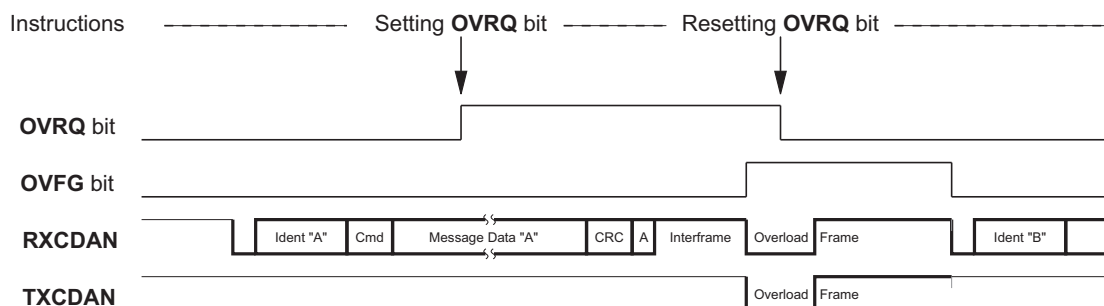 Instructions Setting OVRQ bit Resetting OVRQ bit
OVRQ bit
OVFG bit
RXCDAN Ident "A" Cmd Message Data "A" CRC A Interframe Overload Frame Ident "B"
TXCDAN Overload Frame